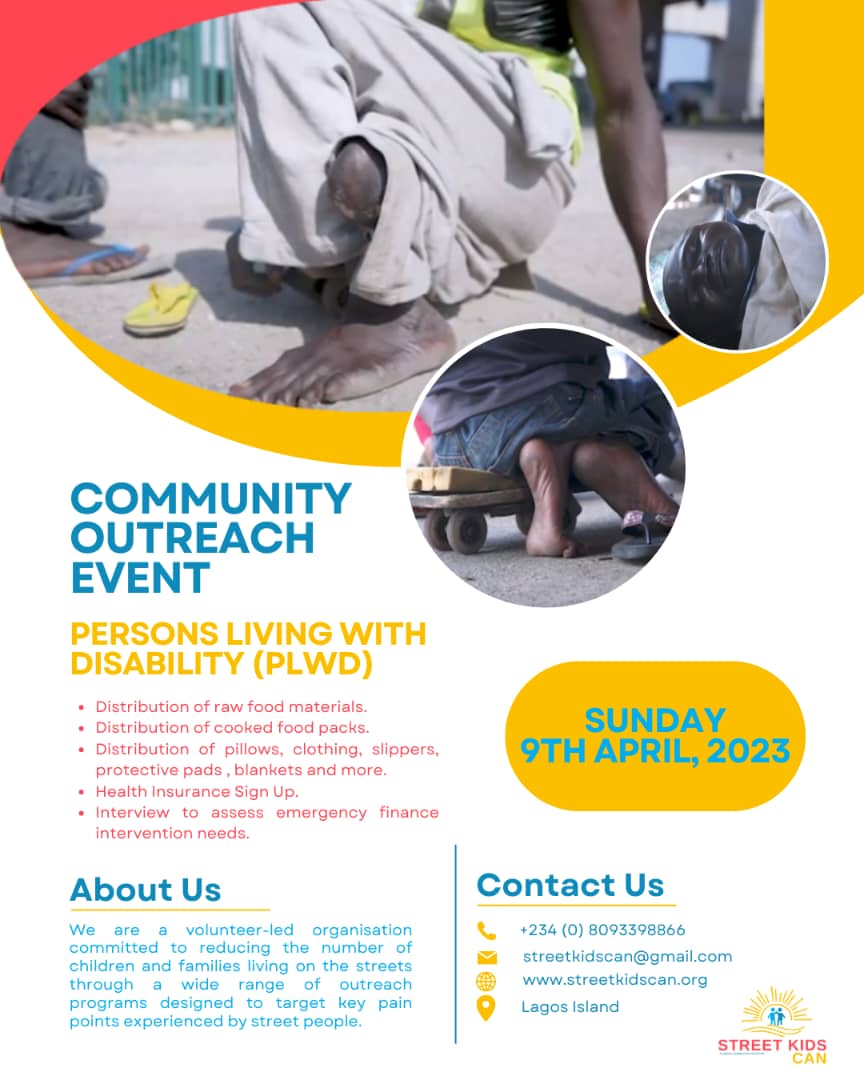 COMMUNITY
OUTREACH
EVENT
PERSONS LIVING WITH
DISABILITY (PLWD)
• Distribution of raw food materials.
• Distribution of cooked food packs.
• Distribution of pillows, clothing, slippers,
protective pads , blankets and more.
• Health Insurance Sign Up.
• Interview to assess emergency finance
intervention needs.
SUNDAY
9TH APRIL, 2023
About Us
We are a volunteer-led organisation
committed to reducing the number of
children and families living on the streets
through a wide range of outreach
programs designed to target key pain
points experienced by street people.
Contact Us
+234 (0) 8093398866
streetkidscan@gmail.com
www.streetkidscan.org
Lagos Island
STREET KIDS
CAN